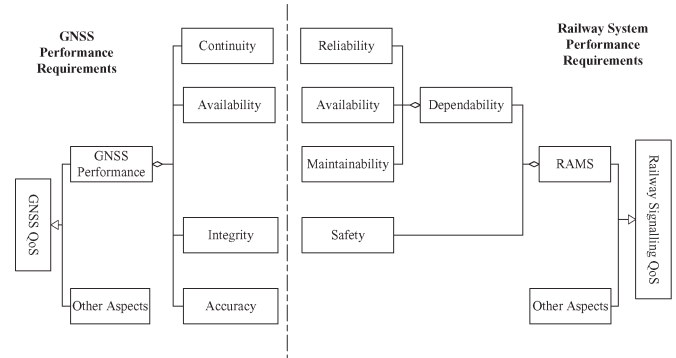 GNSS
Performance
Requirements
Continuity
Availability
GNSS
Performance
GNSS QoS
Integrity
Other Aspects
Accuracy
Railway System
Performance
Requirements
Reliability
Availability
Dependability
Maintainability
RAMS
Railway Signalling QoS
Safety
Other Aspects